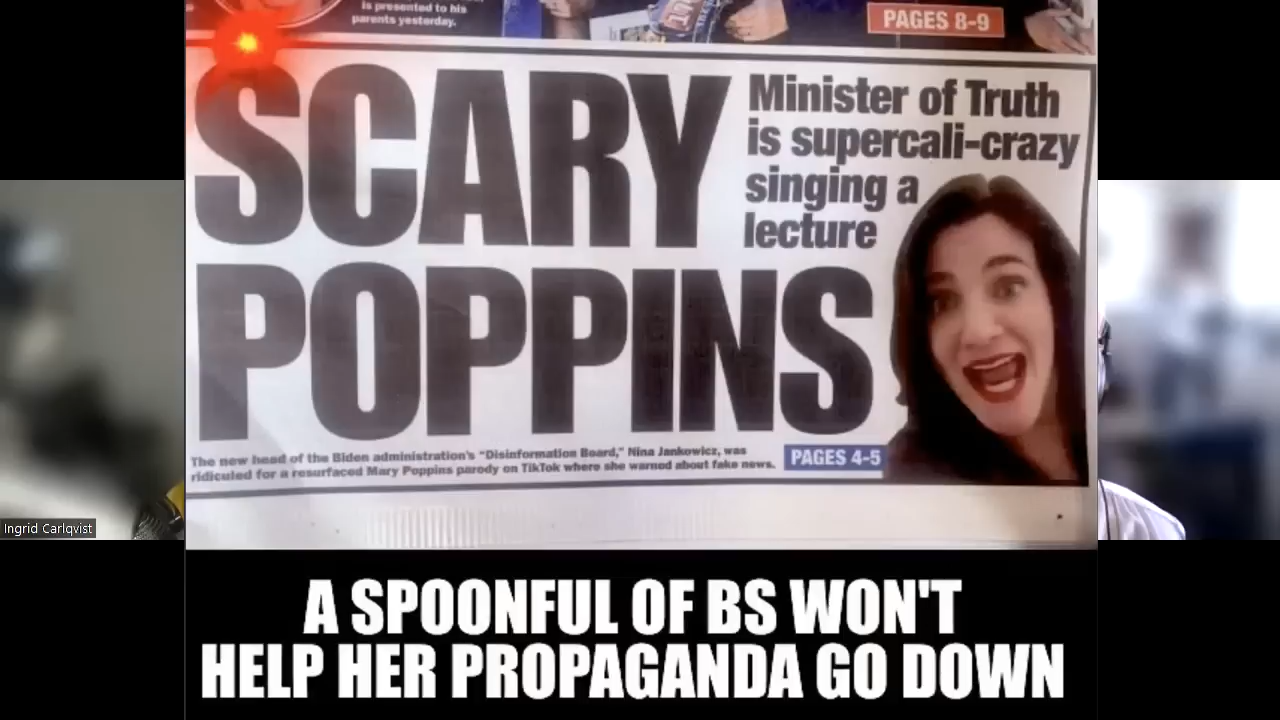 is presented to his
parents yesterday.
PAGES 8-9
SCARY
POPPINS
Minister of Truth
is supercali-crazy
singing a
lecture
The new head of the Biden administration's "Disinformation Board," Nina Jankowicz, was
ridiculed for a resurfaced Mary Poppins parody on TikTok where she warned about fake news.
PAGES 4-5
Ingrid Carlqvist
A SPOONFUL OF BS WON'T
HELP HER PROPAGANDA GO DOWN